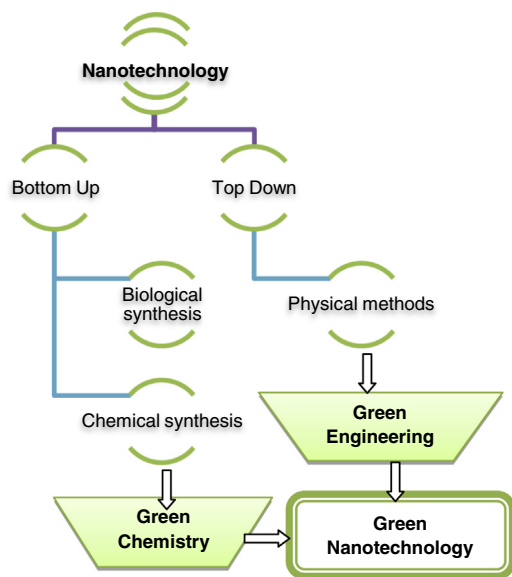 Nanotechnology
Bottom Up
Top Down
Biological
synthesis
Physical methods
Chemical synthesis
Green
Engineering
Green
Chemistry
Green
Nanotechnology